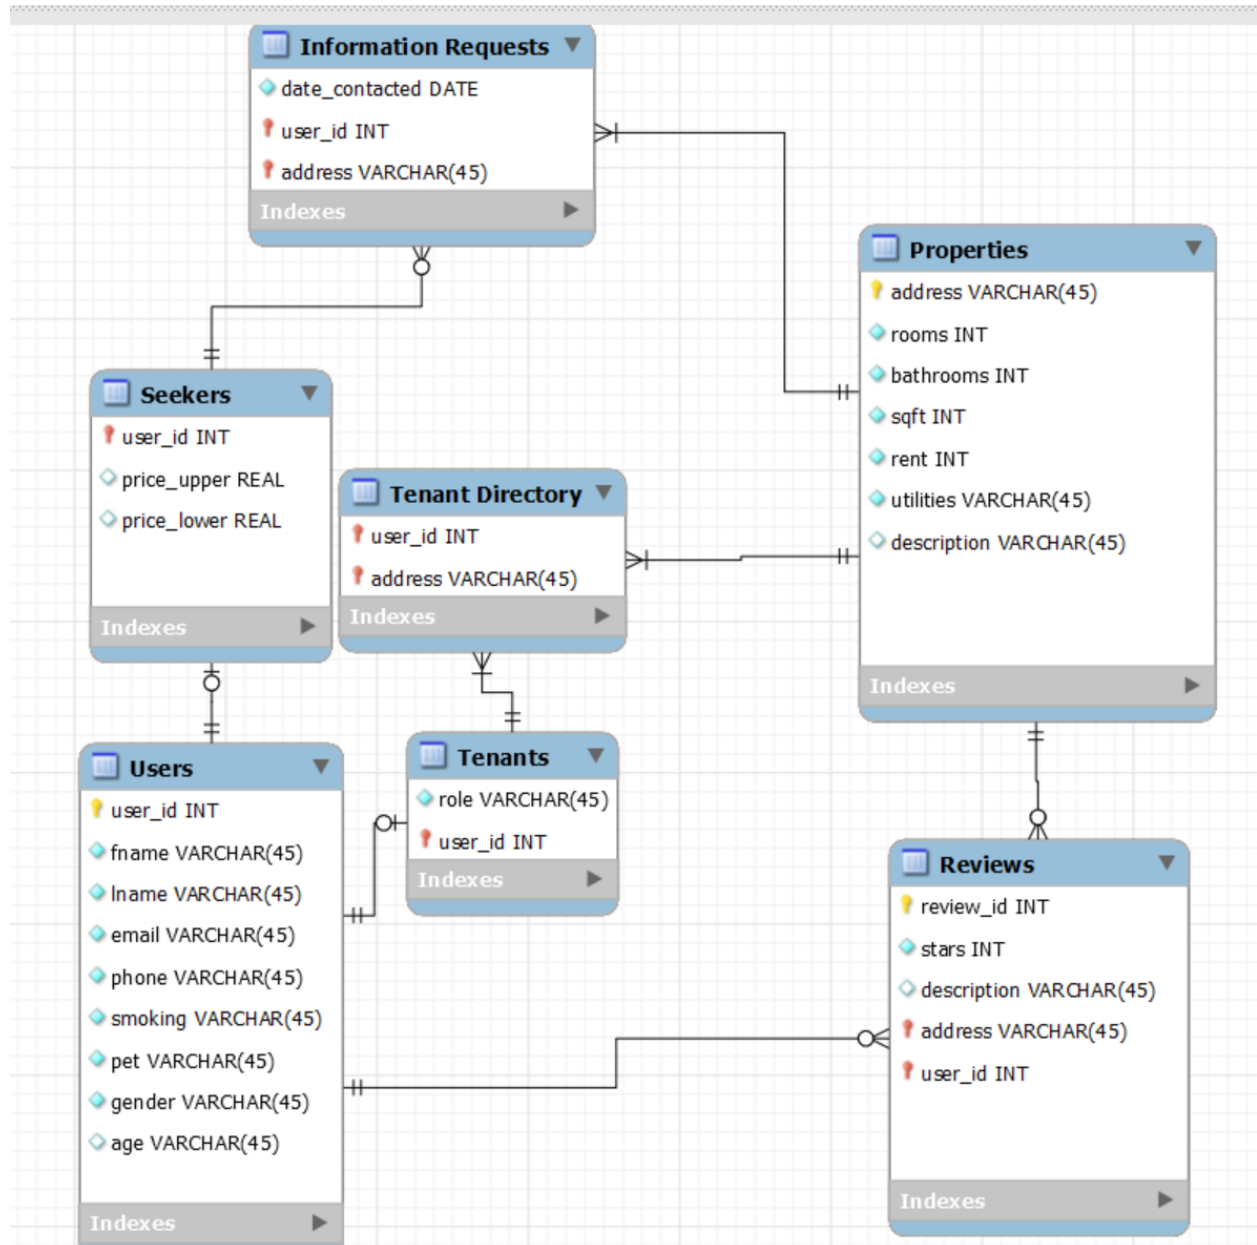 Information Requests
date_contacted DATE
user_id INT
address VARCHAR(45)
Indexes
Properties
address VARCHAR(45)
rooms INT
bathrooms INT
sqft INT
rent INT
utilities VARCHAR(45)
description VARCHAR(45)
Indexes
Seekers
user_id INT
price_upper REAL
price_lower REAL
Indexes
Tenant Directory
user_id INT
address VARCHAR(45)
Indexes
Users
user_id INT
fname VARCHAR(45)
lname VARCHAR(45)
email VARCHAR(45)
phone VARCHAR(45)
smoking VARCHAR(45)
pet VARCHAR(45)
gender VARCHAR(45)
age VARCHAR(45)
Indexes
Tenants
role VARCHAR(45)
user_id INT
Indexes
Reviews
review_id INT
stars INT
description VARCHAR(45)
address VARCHAR(45)
user_id INT
Indexes